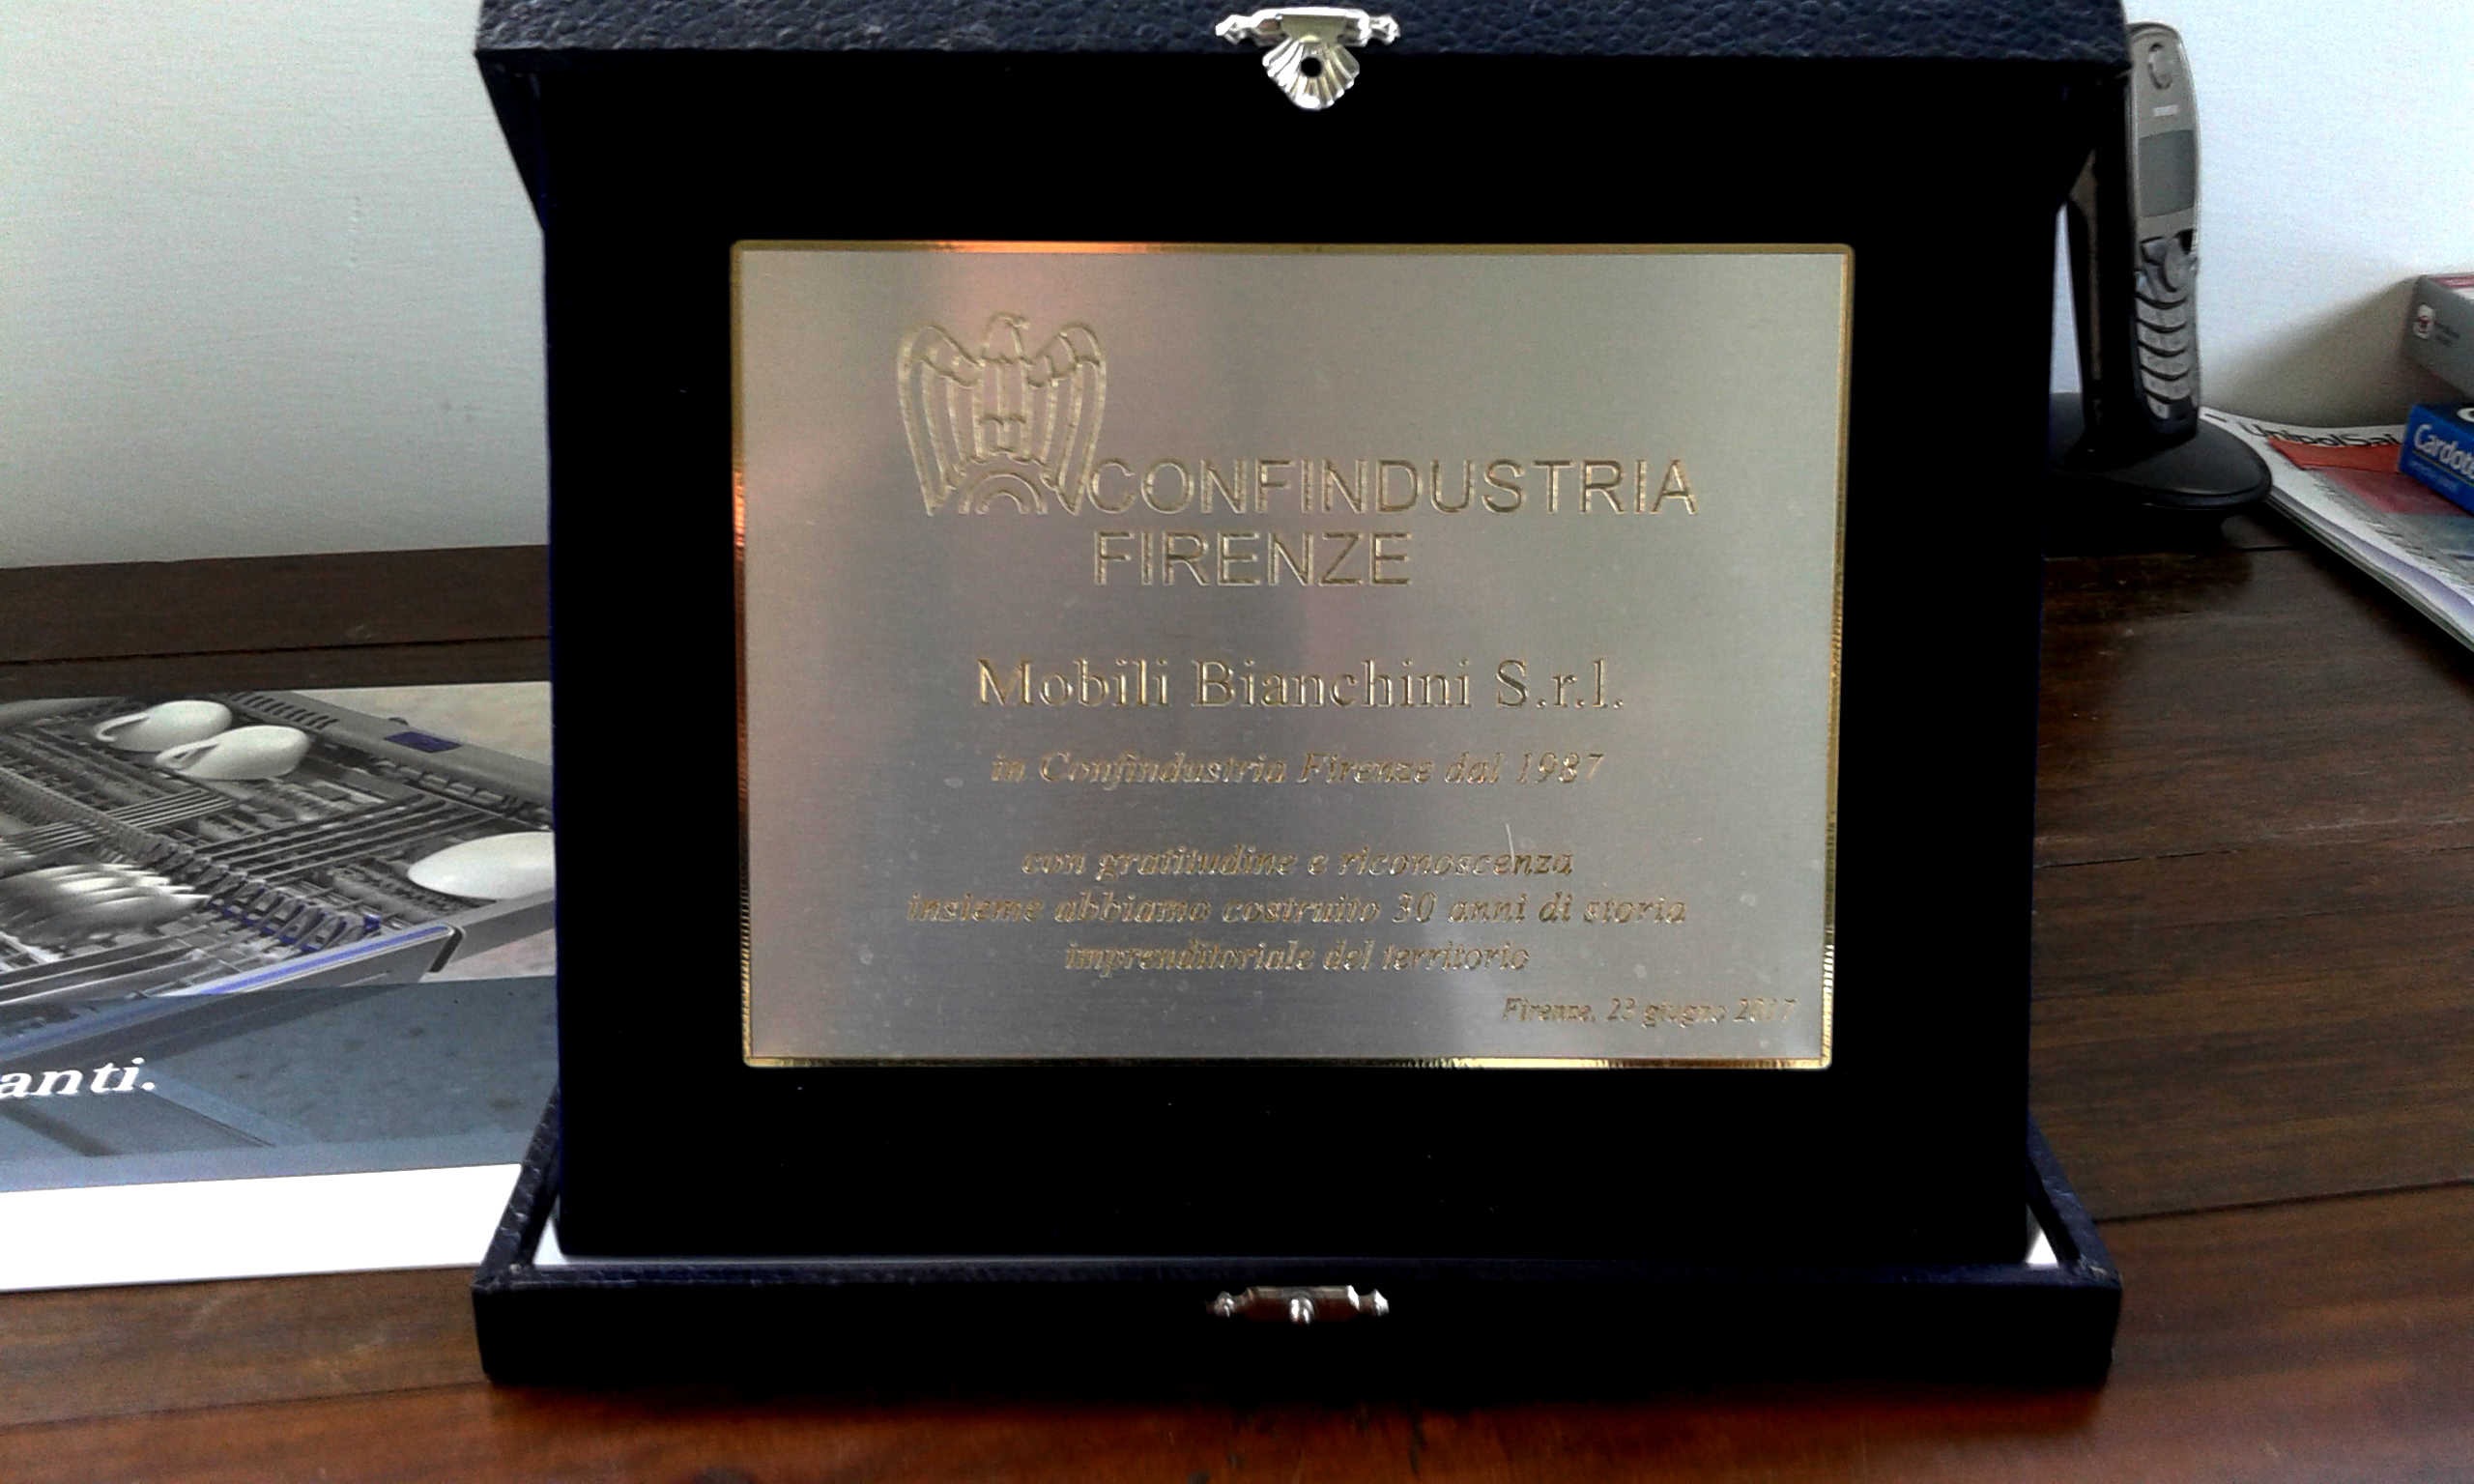 CONFINDUSTRIA
FIRENZE
Mobili Bianchini S.r.l.
in Confindustria Firenze dal 1987
con gratitudine e riconoscenza
insieme abbiamo costruito 30 anni di storia
imprenditoriale del territorio
Firenze, 23 giugno 2017
anti.
UnipolSai